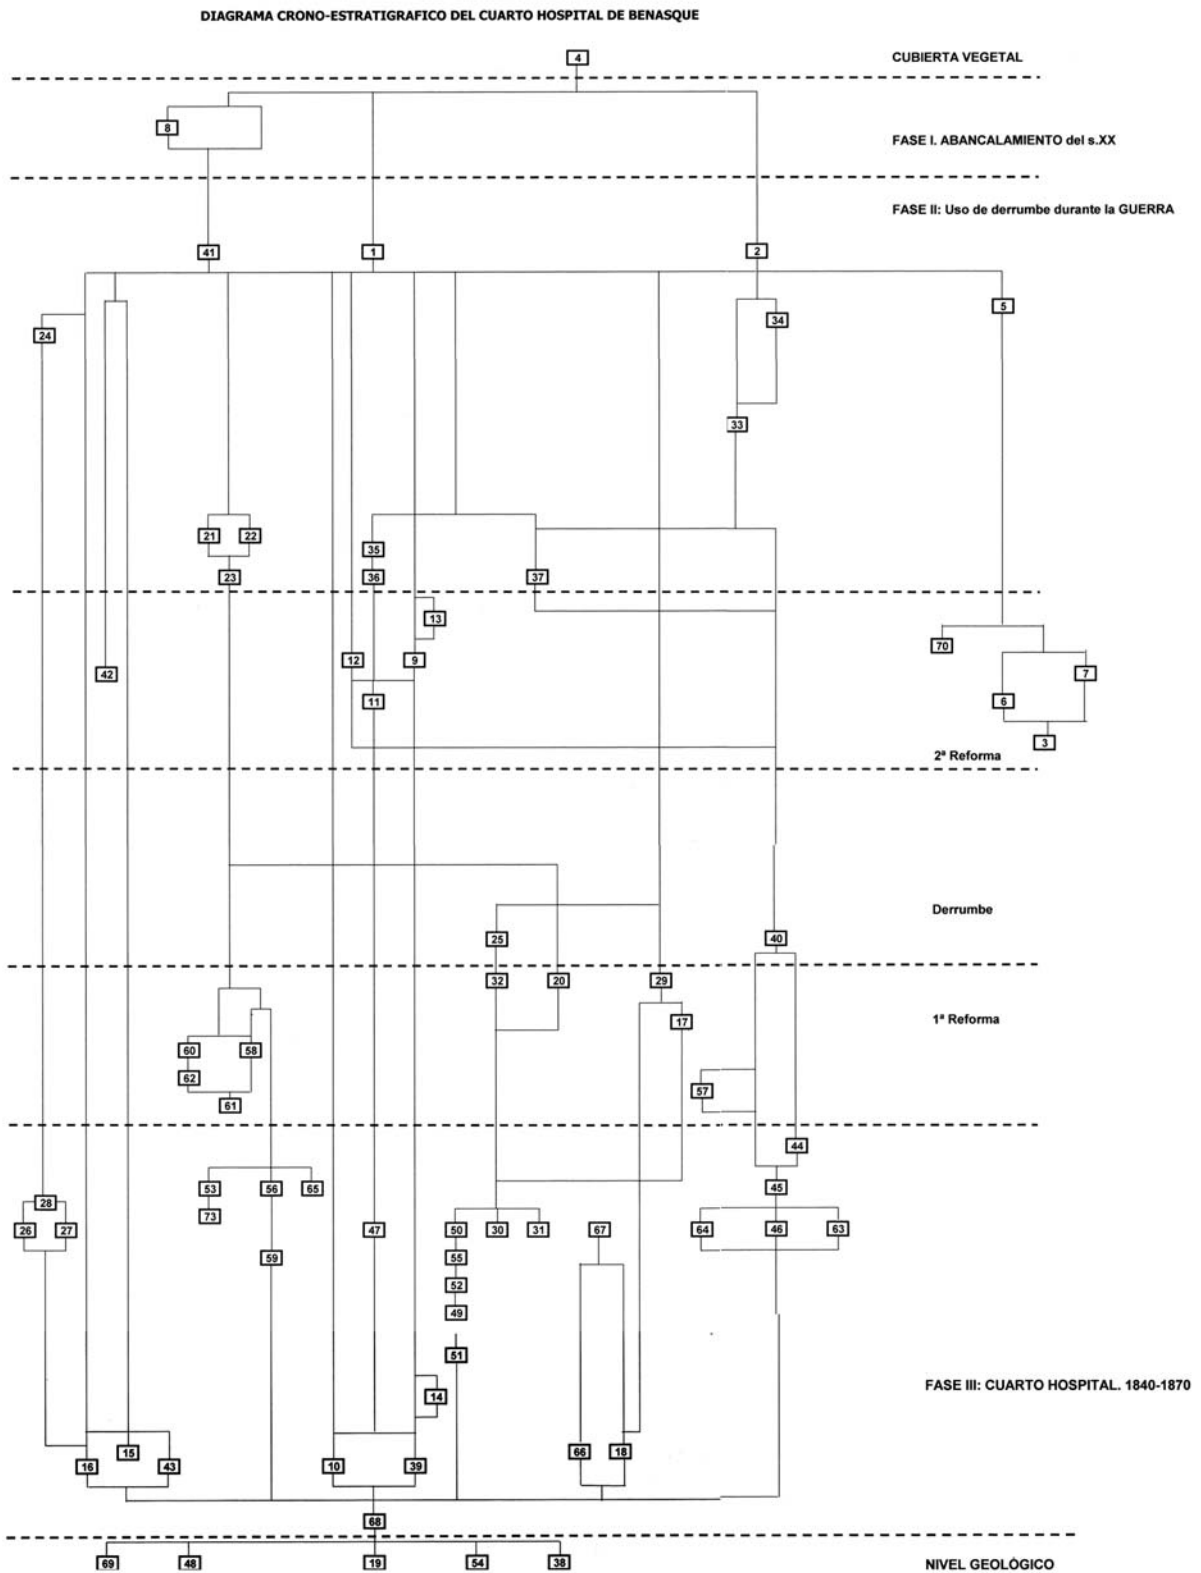 DIAGRAMA CRONO-ESTRATIGRAFICO DEL CUARTO HOSPITAL DE BENASQUE
4
CUBIERTA VEGETAL
8
FASE I. ABANCALAMIENTO del s.XX
FASE II: Uso de derrumbe durante la GUERRA
41 1 2
5
34
24
33
21 22
35
23 36 37
13
70
12 9
42 7
11 6
3
2ª Reforma
Derrumbe
25 40
32 20 29
17
1ª Reforma
60 58
62
57
61
44
53 56 65 45
28
73
26 27 47 50 30 31 67 64 46 63
59 55
52
49
51
14
FASE III: CUARTO HOSPITAL. 1840-1870
15 66 18
16 43 10 39
68
69 48 19 54 38
NIVEL GEOLÓGICO